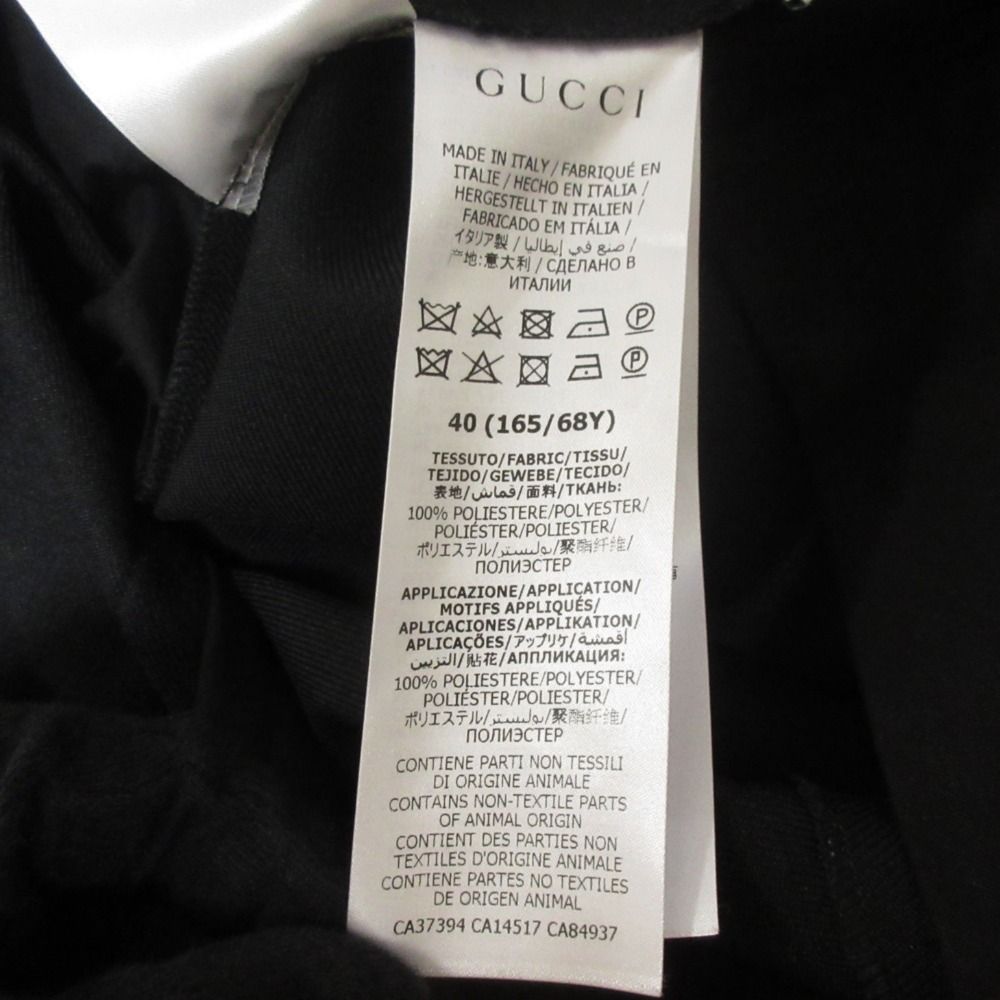 GUCCI
MADE IN ITALY / FABRIQUÉ EN
ITALIE / HECHO EN ITALIA /
HERGESTELLT IN ITALIEN /
FABRICADO EM ITÁLIA /
イタリア製 / صنع في إيطاليا /
产地:意大利 / СДЕЛАНО В
ИТАЛИИ
P
P
40 (165/68Y)
TESSUTO/FABRIC/TISSU/
TEJIDO/GEWEBE/TECIDO/
表地/قماش/面料/ТКАНЬ:
100% POLIESTERE/POLYESTER/
POLIÉSTER/POLIESTER/
ポリエステル/بوليستر/聚酯纤维/
ПОЛИЭСТЕР
APPLICAZIONE/APPLICATION/
MOTIFS APPLIQUÉS/
APLICACIONES/APPLIKATION/
APLICAÇÕES/アップリケ/أقمشة
التزيين/貼花/АППЛИКАЦИЯ:
100% POLIESTERE/POLYESTER/
POLIÉSTER/POLIESTER/
ポリエステル/بوليستر/聚酯纤维/
ПОЛИЭСТЕР
CONTIENE PARTI NON TESSILI
DI ORIGINE ANIMALE
CONTAINS NON-TEXTILE PARTS
OF ANIMAL ORIGIN
CONTIENT DES PARTIES NON
TEXTILES D'ORIGINE ANIMALE
CONTIENE PARTES NO TEXTILES
DE ORIGEN ANIMAL
CA37394 CA14517 CA84937